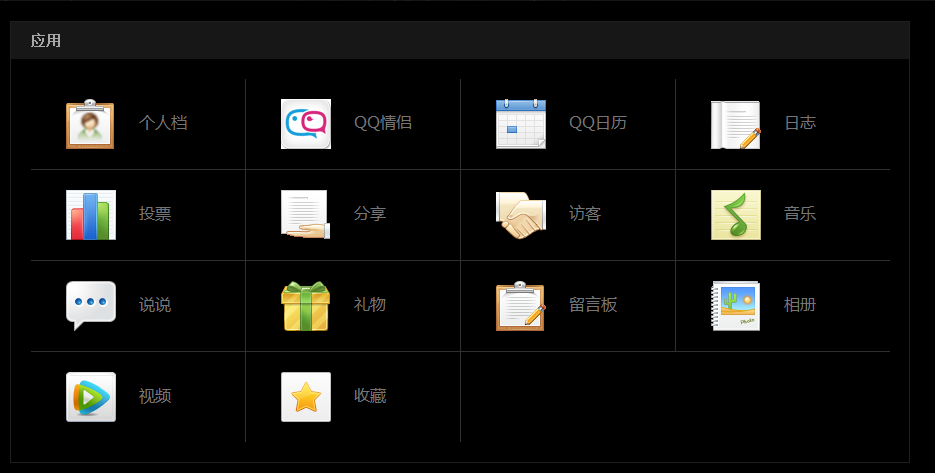 应用
个人档
QQ情侣
QQ日历
日志
投票
分享
访客
音乐
说说
礼物
留言板
相册
Photo
视频
收藏